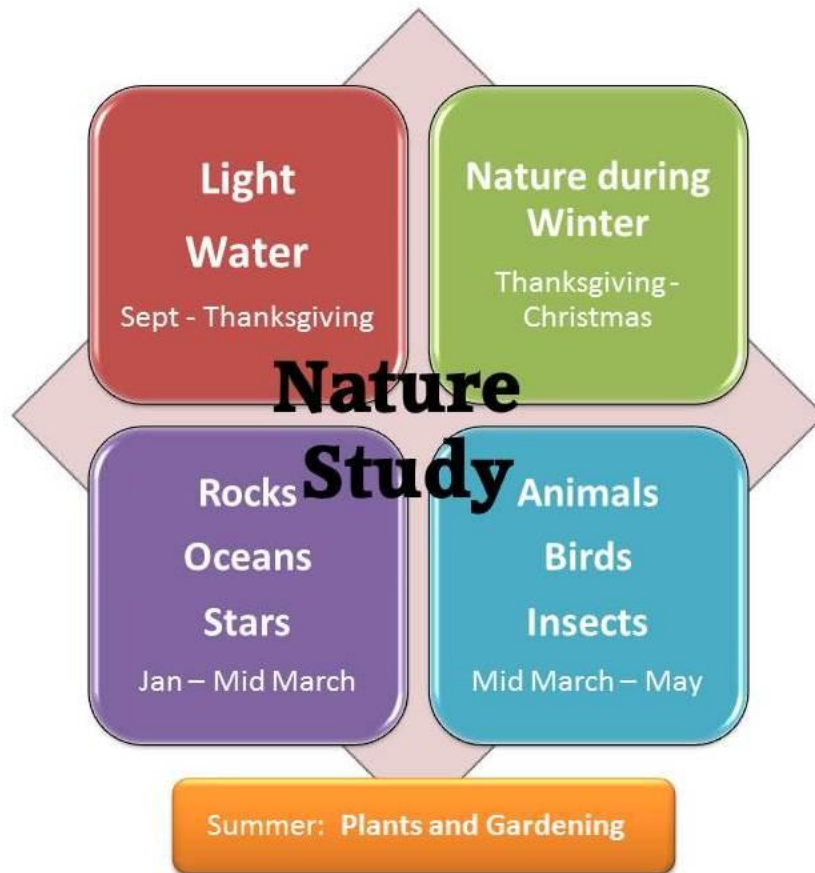 Light
Water
Sept - Thanksgiving
Nature during
Winter
Thanksgiving -
Christmas
Nature
Study
Rocks
Oceans
Stars
Jan – Mid March
Animals
Birds
Insects
Mid March – May
Summer: Plants and Gardening